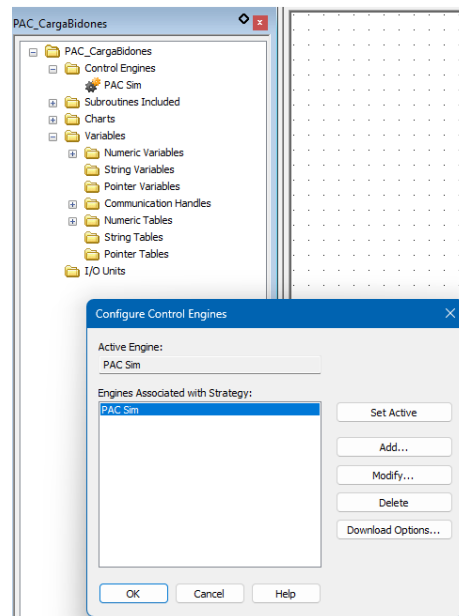 PAC_CargaBidones
PAC_CargaBidones
Control Engines
PAC Sim
Subroutines Included
Charts
Variables
Numeric Variables
String Variables
Pointer Variables
Communication Handles
Numeric Tables
String Tables
Pointer Tables
I/O Units
Configure Control Engines
Active Engine:
PAC Sim
Engines Associated with Strategy:
PAC Sim
Set Active
Add...
Modify...
Delete
Download Options...
OK Cancel Help